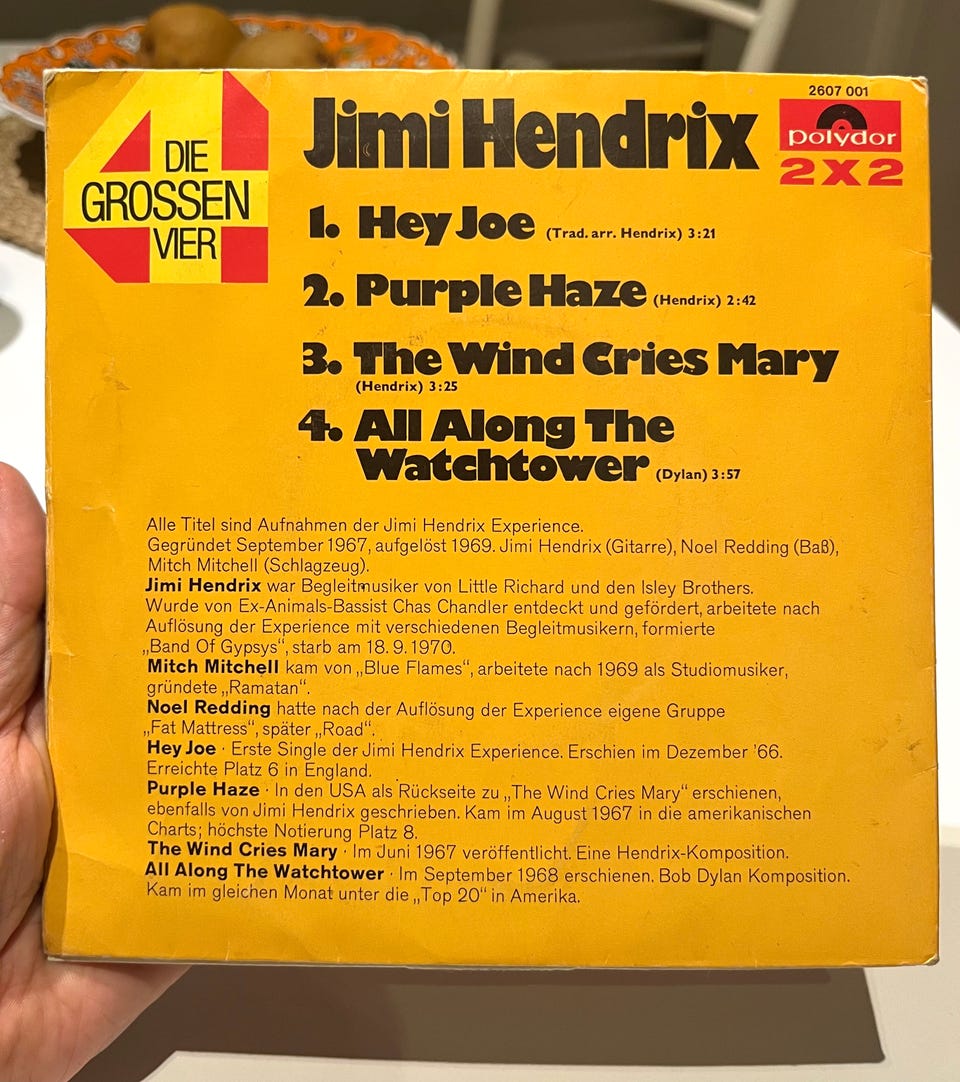 DIE
GROSSEN
VIER
Jimi Hendrix
2607 001
polydor
2X2
1. Hey Joe (Trad. arr. Hendrix) 3:21
2. Purple Haze (Hendrix) 2:42
3. The Wind Cries Mary
(Hendrix) 3:25
4. All Along The
Watchtower (Dylan) 3:57
Alle Titel sind Aufnahmen der Jimi Hendrix Experience.
Gegründet September 1967, aufgelöst 1969. Jimi Hendrix (Gitarre), Noel Redding (Baß),
Mitch Mitchell (Schlagzeug).
Jimi Hendrix war Begleitmusiker von Little Richard und den Isley Brothers.
Wurde von Ex-Animals-Bassist Chas Chandler entdeckt und gefördert, arbeitete nach
Auflösung der Experience mit verschiedenen Begleitmusikern, formierte
„Band Of Gypsys“, starb am 18. 9. 1970.
Mitch Mitchell kam von „Blue Flames“, arbeitete nach 1969 als Studiomusiker,
gründete „Ramatan“.
Noel Redding hatte nach der Auflösung der Experience eigene Gruppe
„Fat Mattress“, später „Road“.
Hey Joe · Erste Single der Jimi Hendrix Experience. Erschien im Dezember '66.
Erreichte Platz 6 in England.
Purple Haze · In den USA als Rückseite zu „The Wind Cries Mary“ erschienen,
ebenfalls von Jimi Hendrix geschrieben. Kam im August 1967 in die amerikanischen
Charts; höchste Notierung Platz 8.
The Wind Cries Mary · Im Juni 1967 veröffentlicht. Eine Hendrix-Komposition.
All Along The Watchtower · Im September 1968 erschienen. Bob Dylan Komposition.
Kam im gleichen Monat unter die „Top 20“ in Amerika.